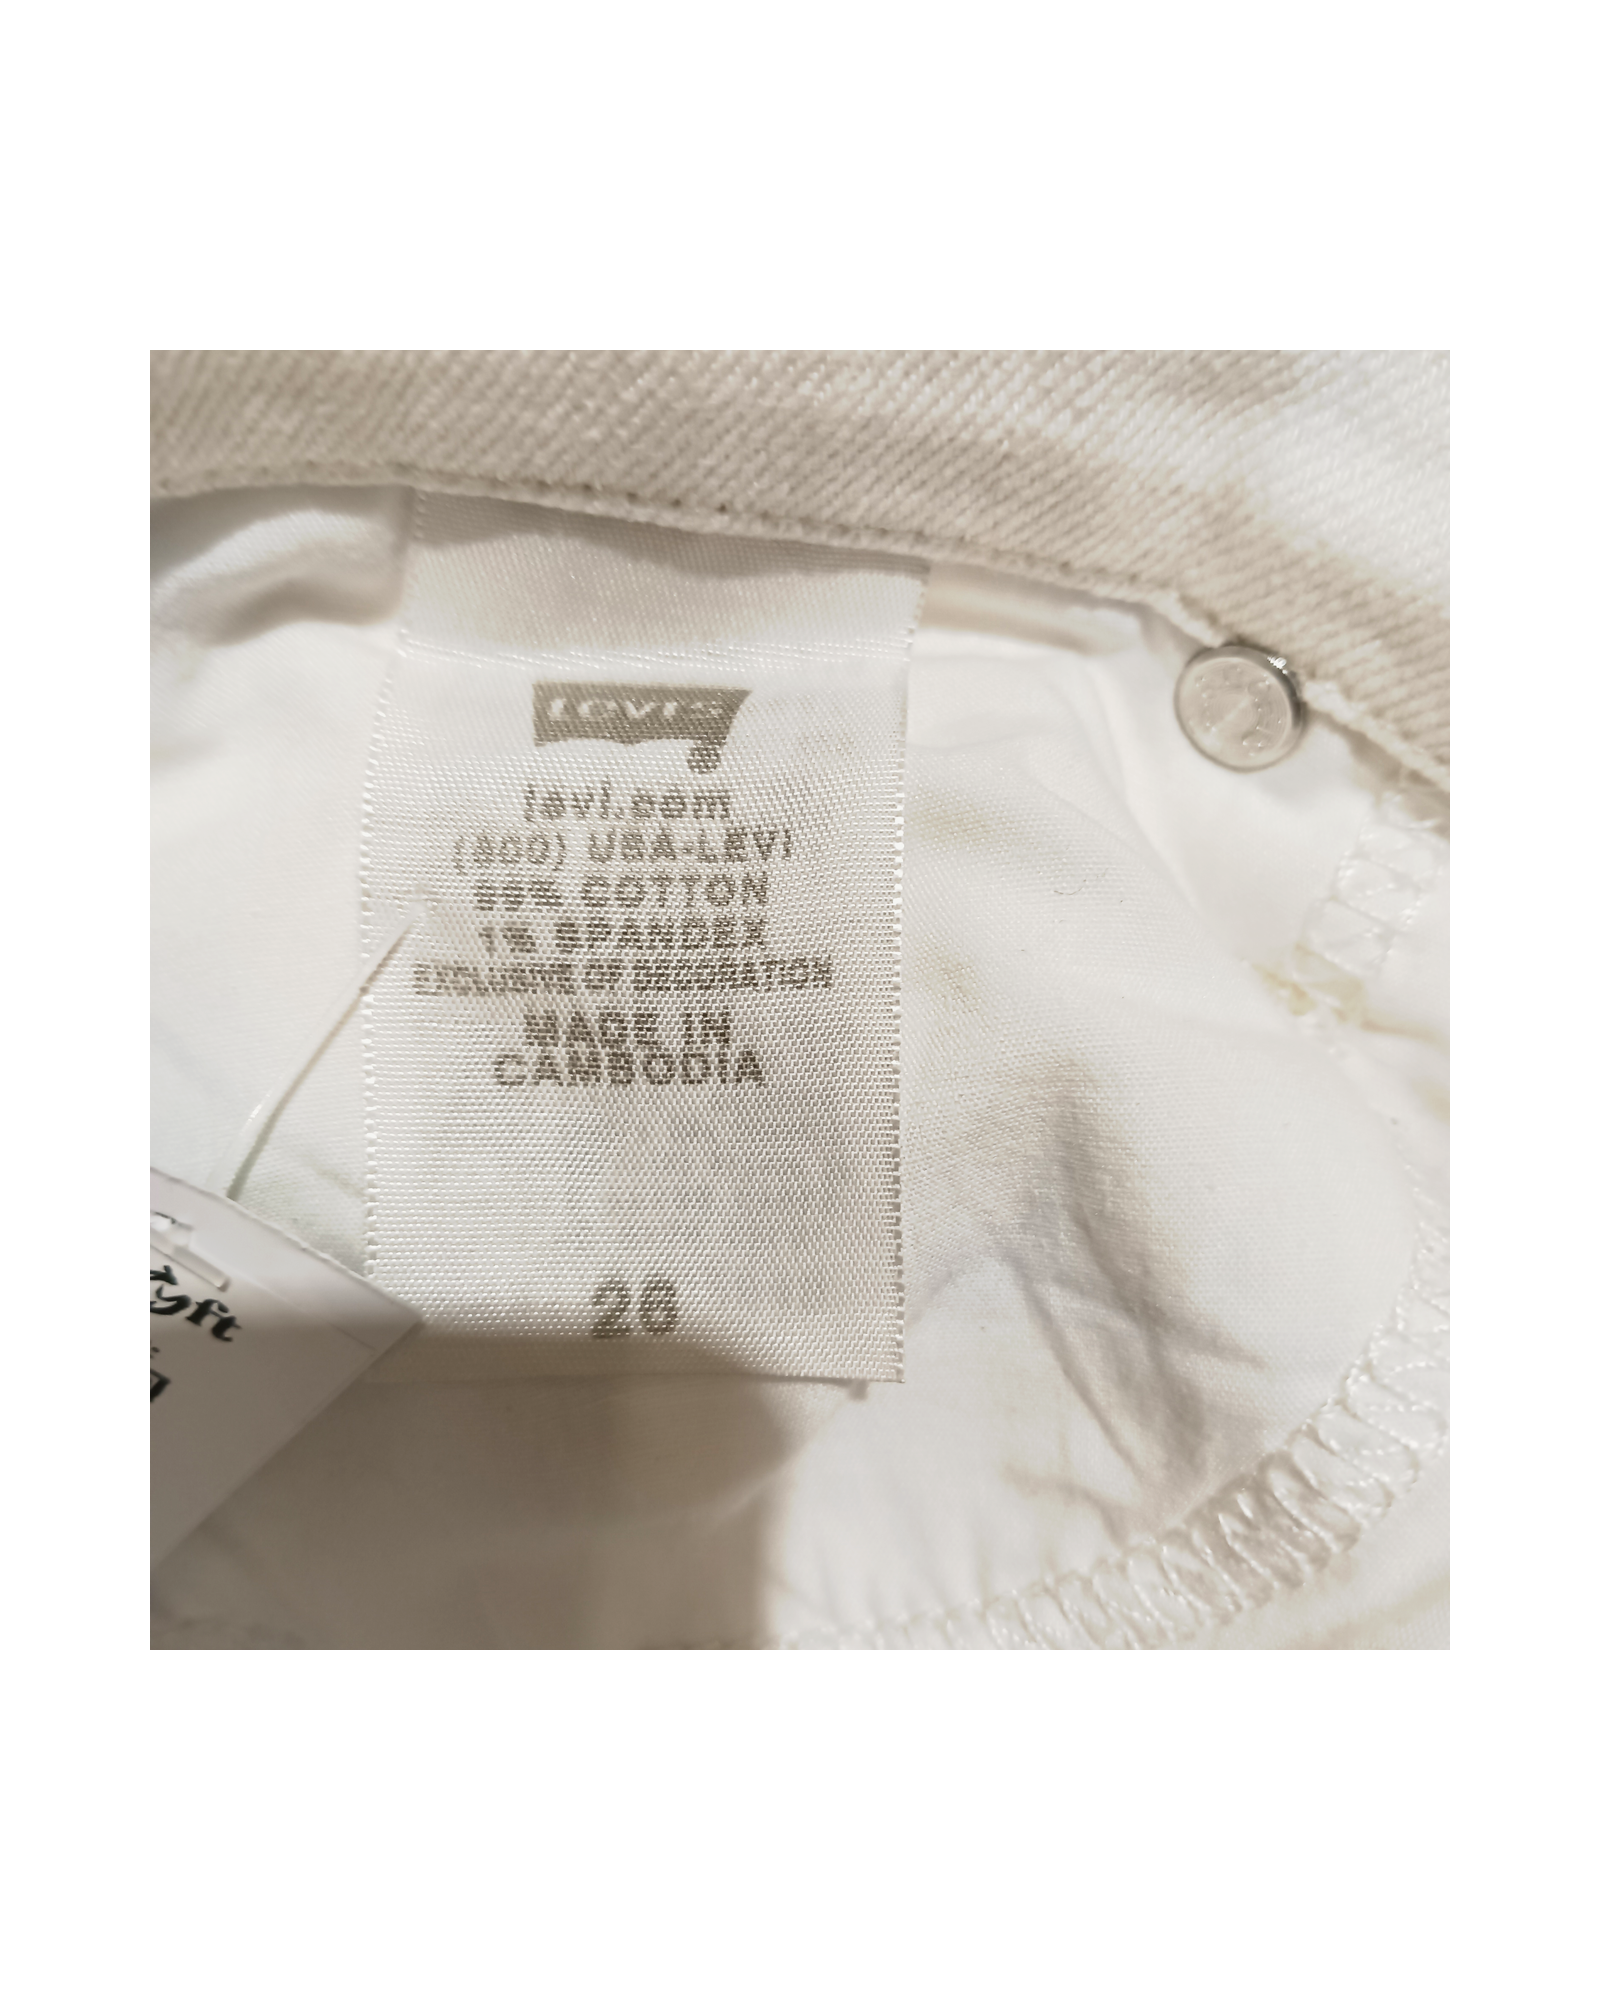 LEVI'S
levi.com
(800) USA-LEVI
99% COTTON
1% SPANDEX
EXCLUSIVE OF DECORATION
MADE IN
CAMBODIA
26